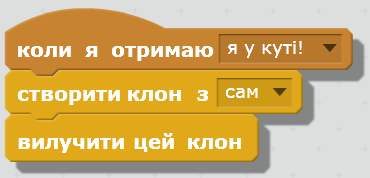 коли я отримаю я у куті!
створити клон з сам
вилучити цей клон